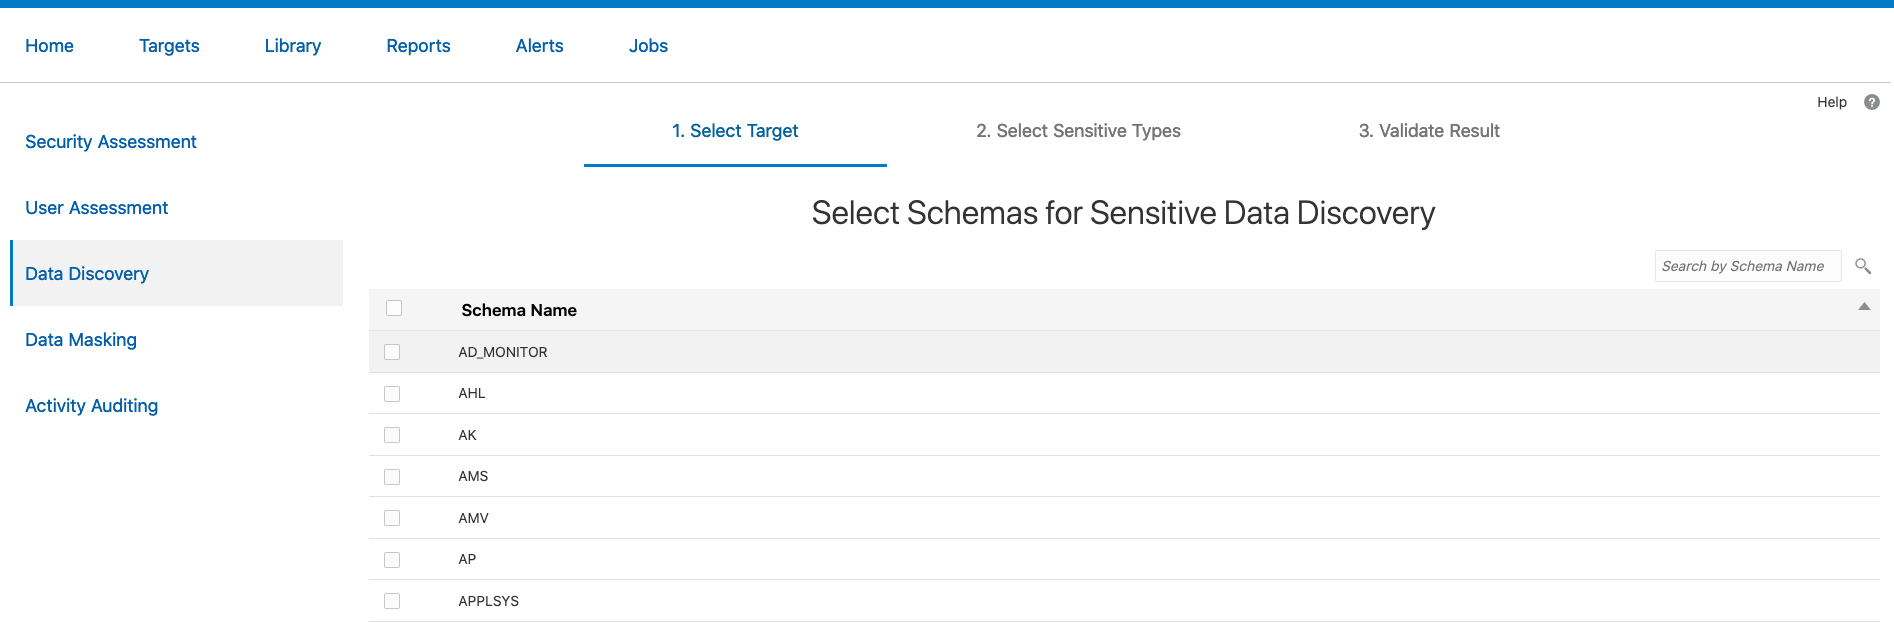 Home Targets Library Reports Alerts Jobs
Help ?
Security Assessment
User Assessment
Data Discovery
Data Masking
Activity Auditing
1. Select Target 2. Select Sensitive Types 3. Validate Result
Select Schemas for Sensitive Data Discovery
Search by Schema Name
Schema Name
AD_MONITOR
AHL
AK
AMS
AMV
AP
APPLSYS